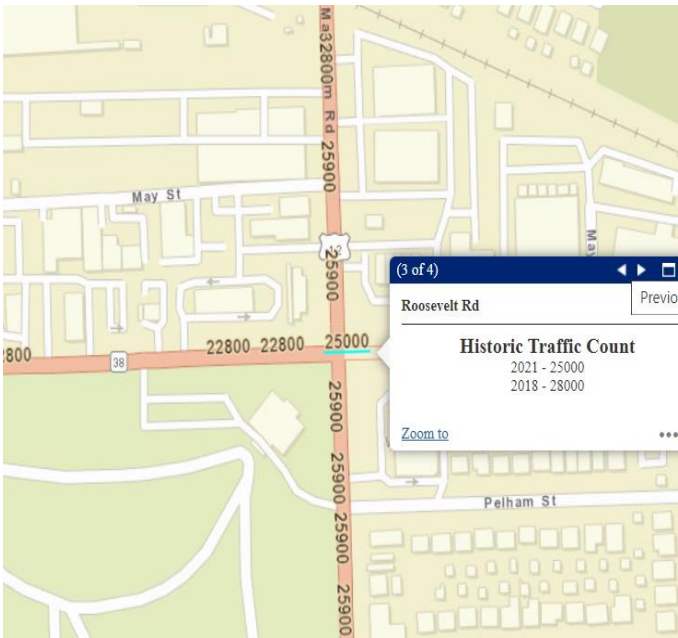 Ma32800m Rd
25900
May St
12
25900
(3 of 4)
Roosevelt Rd
Previo
Historic Traffic Count
2021 - 25000
2018 - 28000
Zoom to
22800 22800 25000
800
38
25900
25900
25900
25900
Pelham St
May